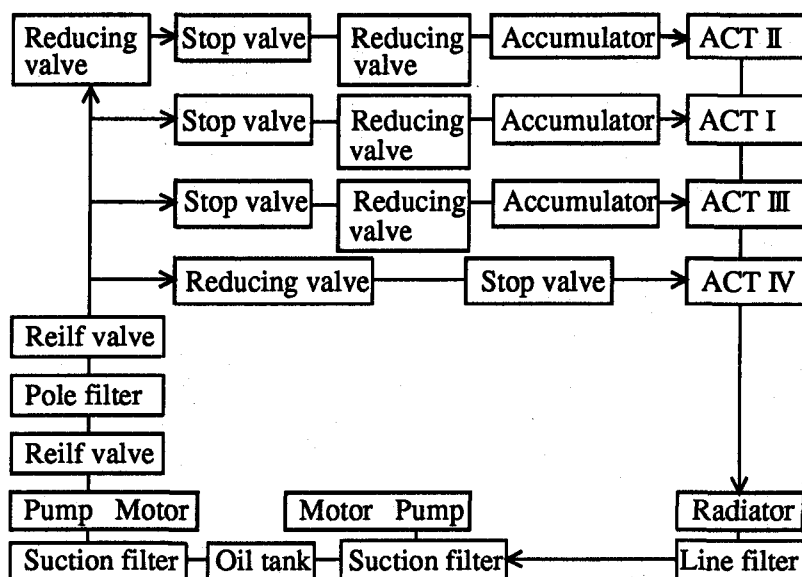 Reducing valve
Stop valve
Reducing valve
Accumulator
ACT II
Stop valve
Reducing valve
Accumulator
ACT I
Stop valve
Reducing valve
Accumulator
ACT III
Reducing valve
Stop valve
ACT IV
Reilf valve
Pole filter
Reilf valve
Pump Motor
Motor Pump
Radiator
Suction filter
Oil tank
Suction filter
Line filter